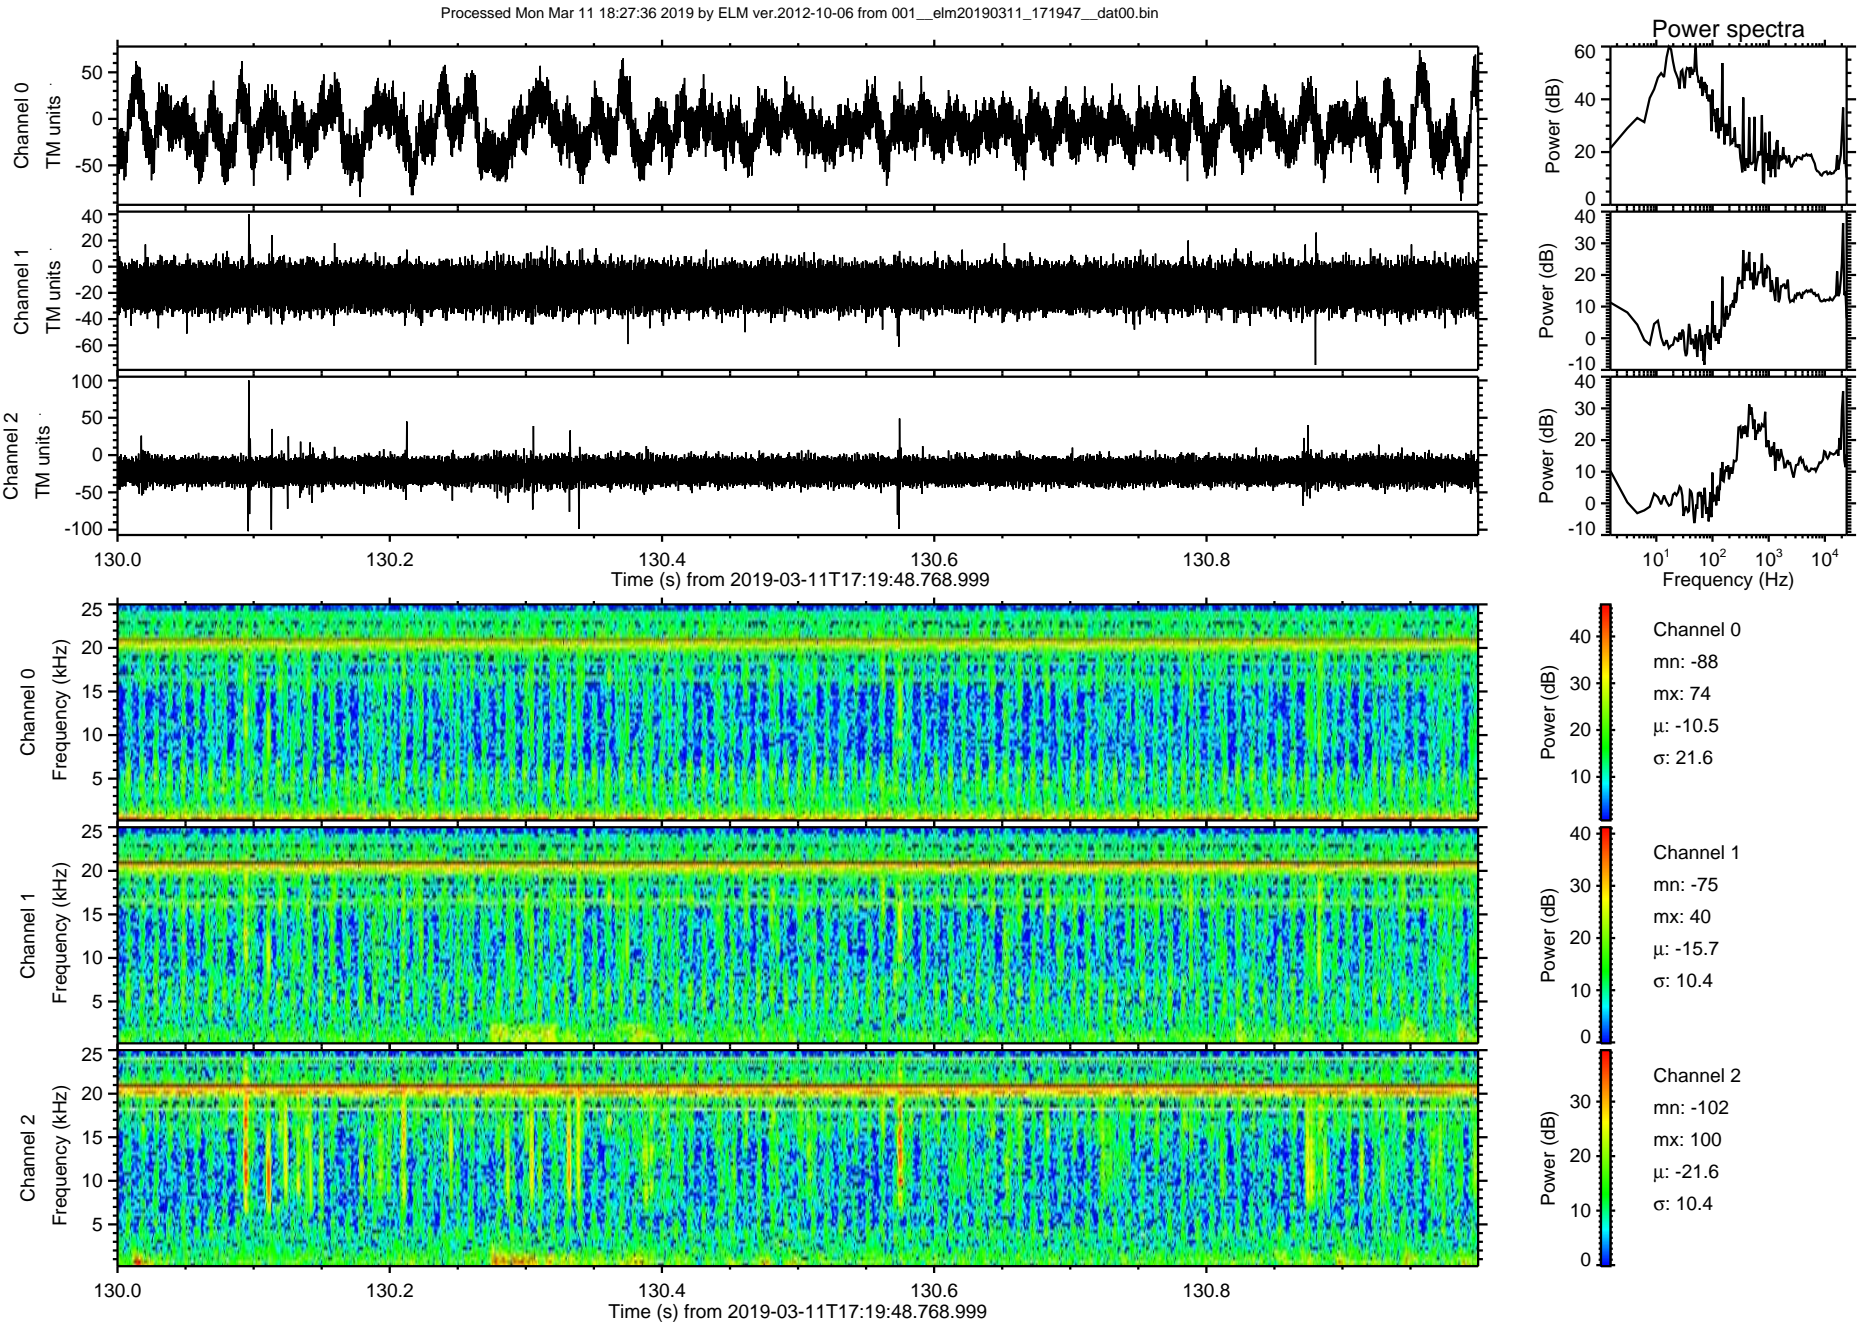 Processed Mon Mar 11 18:27:36 2019 by ELM ver.2012-10-06 from 001__elm20190311_171947__dat00.bin
Power spectra
Channel 0
TM units
50
0
-50
Power (dB)
60
40
20
0
Channel 1
TM units
40
20
0
-20
-40
-60
Power (dB)
40
30
20
10
0
-10
Channel 2
TM units
100
50
0
-50
-100
Power (dB)
40
30
20
10
0
-10
130.0 130.2 130.4 130.6 130.8
Time (s) from 2019-03-11T17:19:48.768.999
10¹ 10² 10³ 10⁴
Frequency (Hz)
Channel 0
Frequency (kHz)
25
20
15
10
5
Power (dB)
40
30
20
10
Channel 0
mn: -88
mx: 74
μ: -10.5
σ: 21.6
Channel 1
Frequency (kHz)
25
20
15
10
5
Power (dB)
40
30
20
10
0
Channel 1
mn: -75
mx: 40
μ: -15.7
σ: 10.4
Channel 2
Frequency (kHz)
25
20
15
10
5
Power (dB)
30
20
10
0
Channel 2
mn: -102
mx: 100
μ: -21.6
σ: 10.4
130.0 130.2 130.4 130.6 130.8
Time (s) from 2019-03-11T17:19:48.768.999